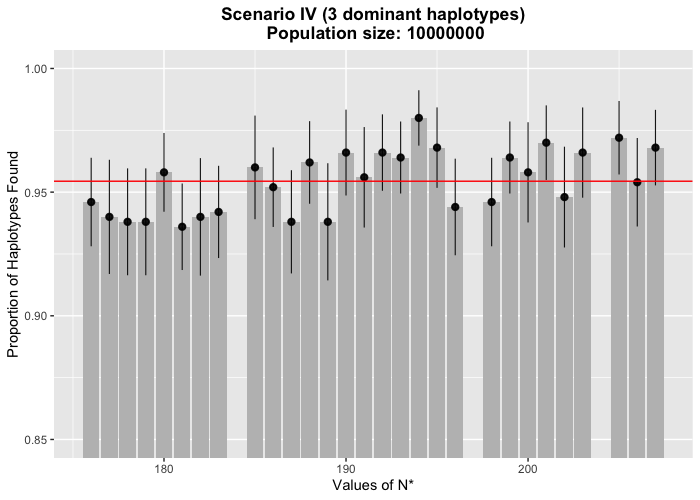 Scenario IV (3 dominant haplotypes)
Population size: 10000000
Proportion of Haplotypes Found
1.00
0.95
0.90
0.85
180
190
200
Values of N*